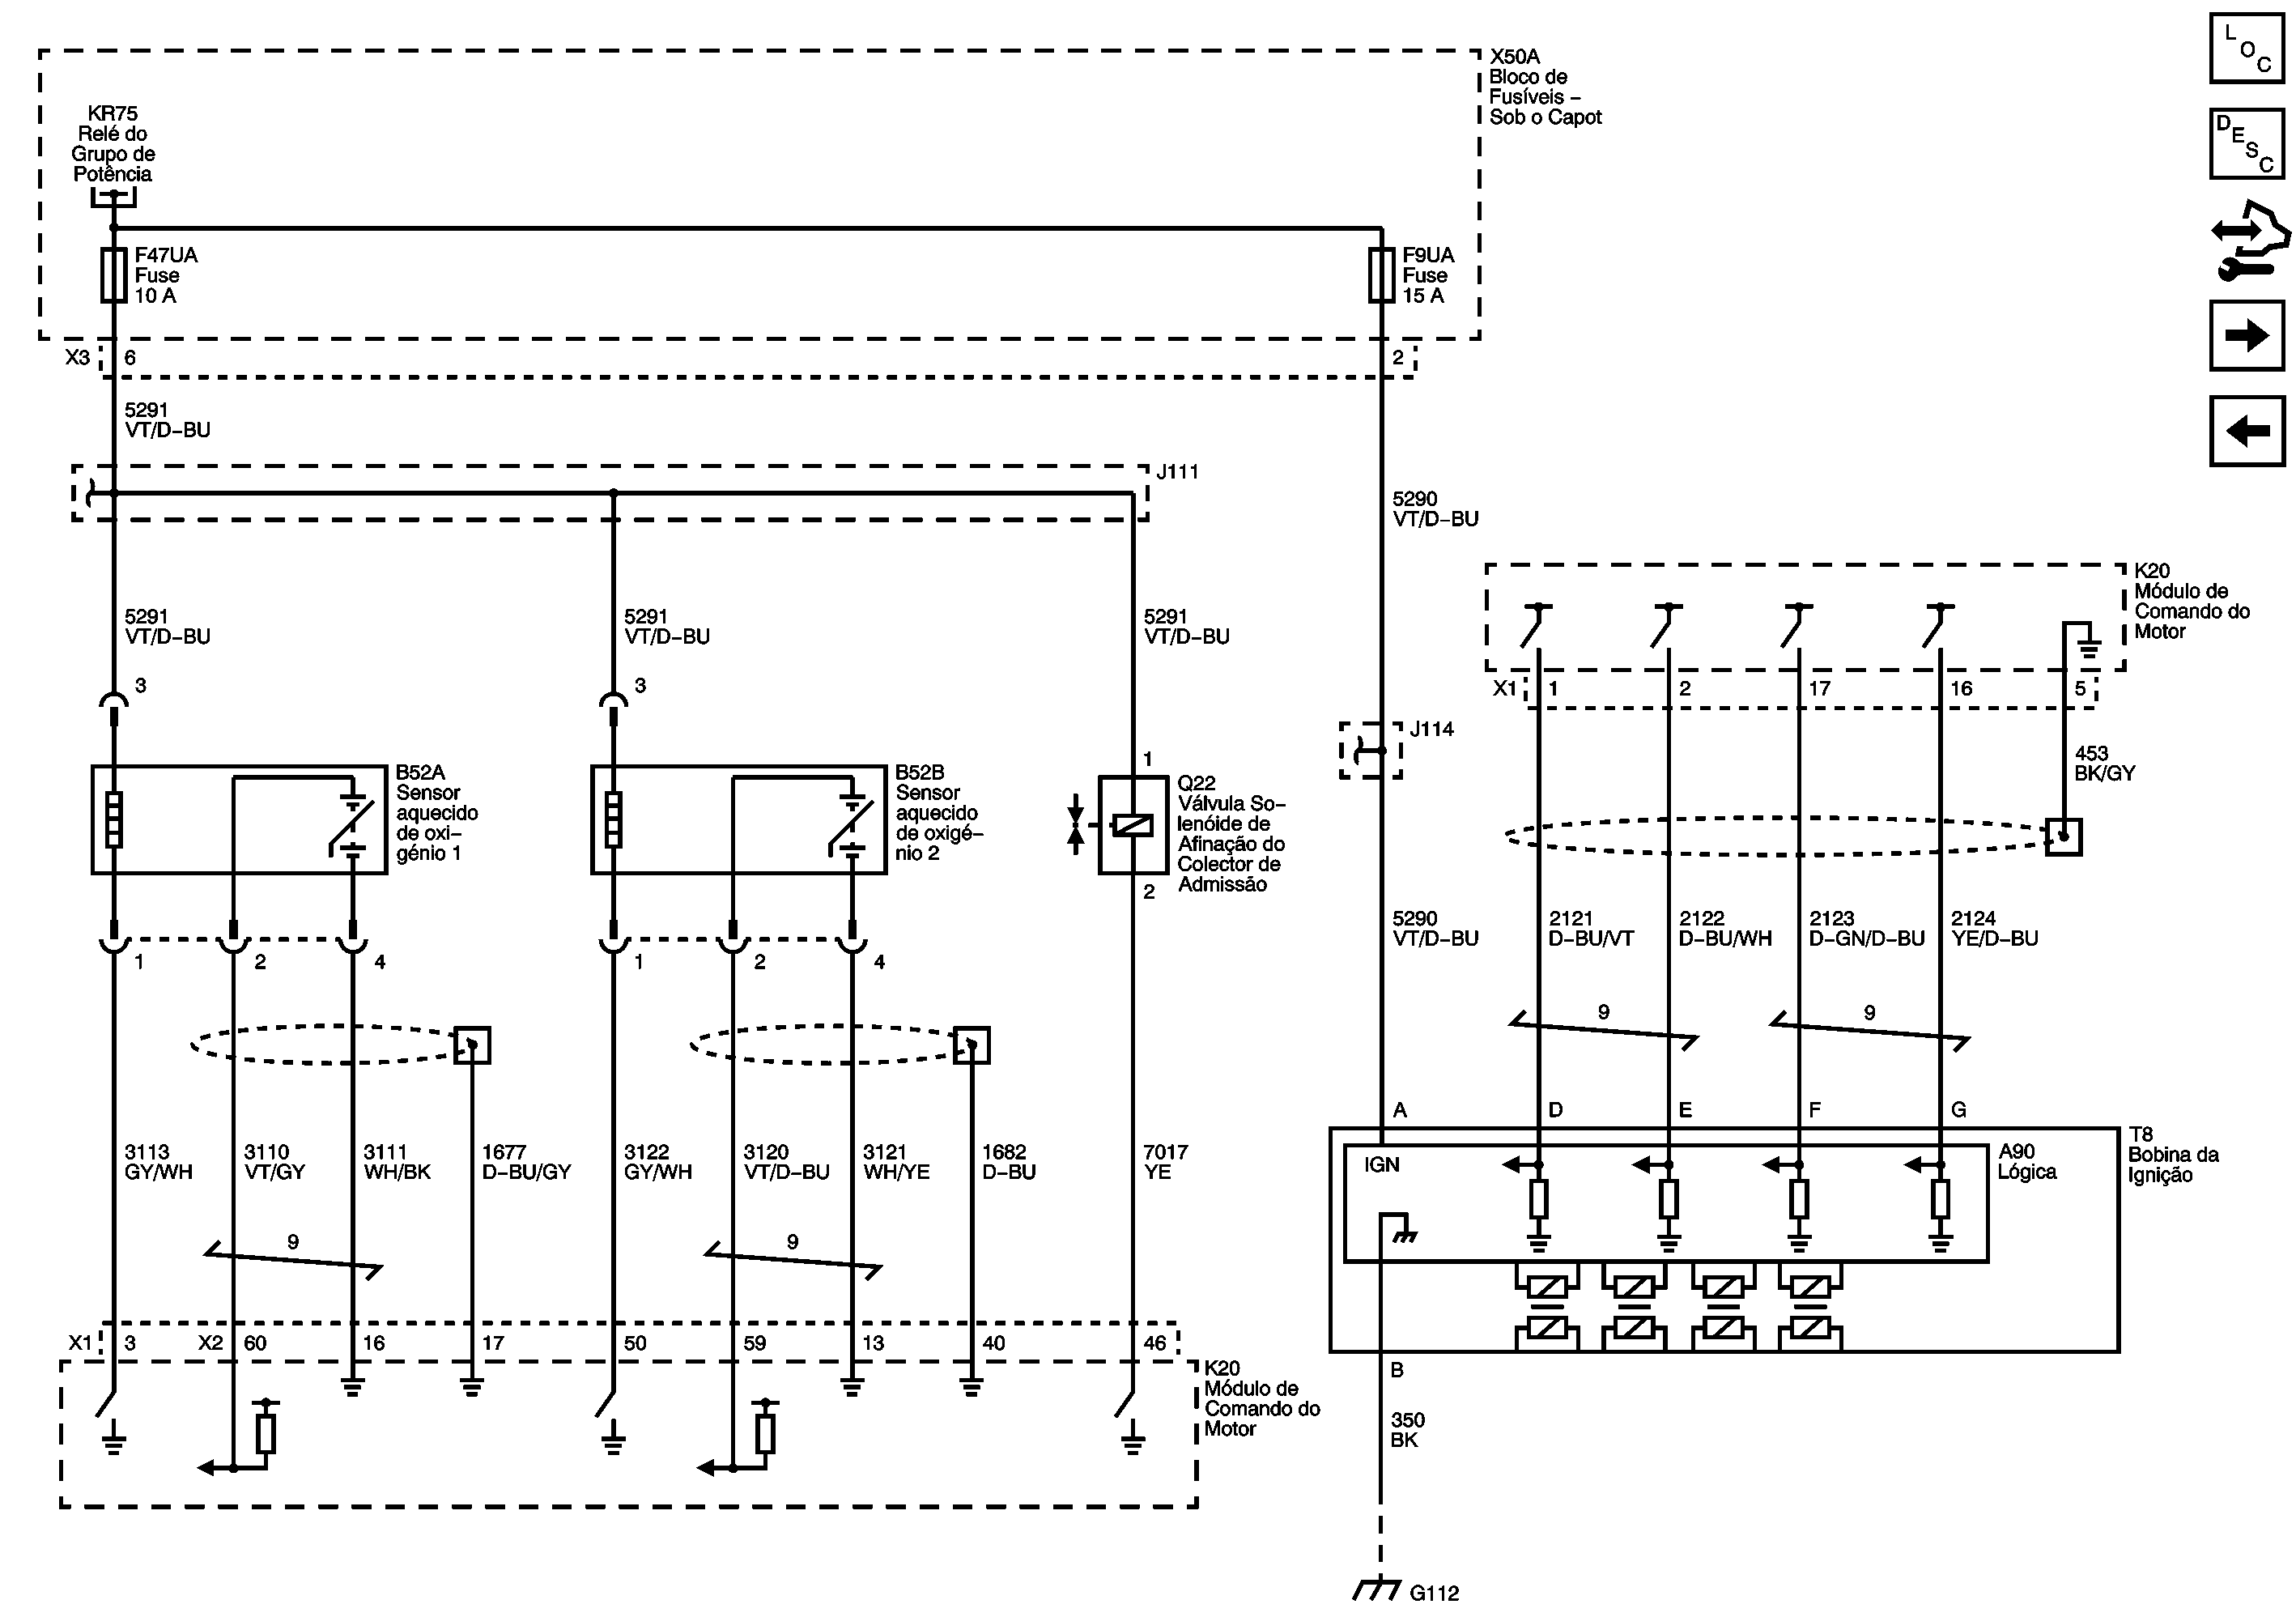 L O C
X50A
Bloco de
Fusíveis –
Sob o Capot
D E S C
KR75
Relé do
Grupo de
Potência
F47UA
Fuse
10 A
F9UA
Fuse
15 A
X3 6 2
5291
VT/D–BU
J111
5290
VT/D–BU
K20
Módulo de
Comando do
Motor
5291
VT/D–BU
5291
VT/D–BU
5291
VT/D–BU
3 3
X1 1 2 17 16 5
J114
453
BK/GY
B52A
Sensor
aquecido
de oxi–
génio 1
B52B
Sensor
aquecido
de oxigé–
nio 2
1
Q22
Válvula So–
lenóide de
Afinação do
Colector de
Admissão
2
5290
VT/D–BU
2121
D–BU/VT
2122
D–BU/WH
2123
D–GN/D–BU
2124
YE/D–BU
1 2 4 1 2 4
9 9
A D E F G
3113
GY/WH
3110
VT/GY
3111
WH/BK
1677
D–BU/GY
3122
GY/WH
3120
VT/D–BU
3121
WH/YE
1682
D–BU
7017
YE
T8
Bobina da
Ignição
A90
Lógica
IGN
9 9
X1 3 X2 60 16 17 50 59 13 40 46
K20
Módulo de
Comando do
Motor
B
350
BK
G112